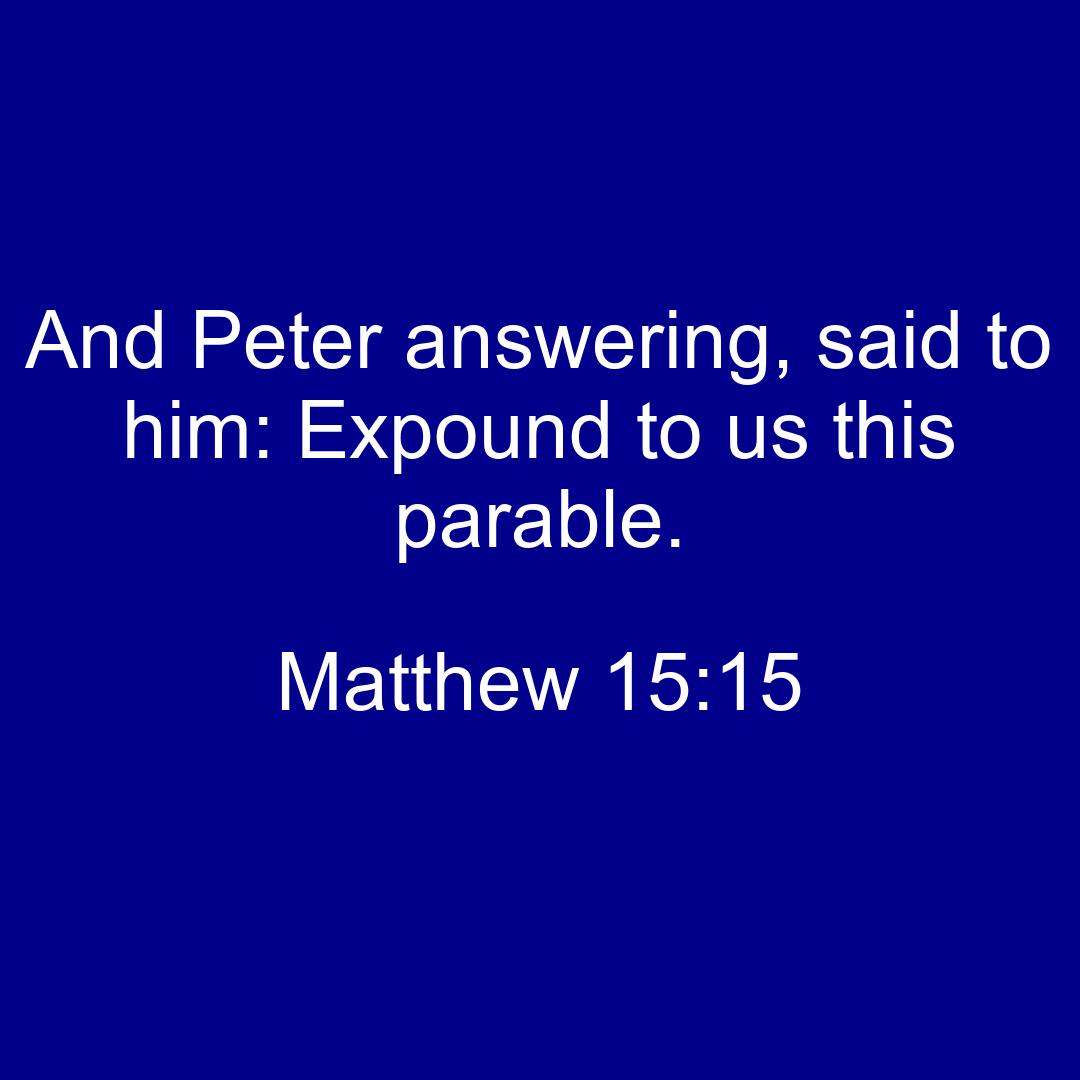 And Peter answering, said to
him: Expound to us this
parable.
Matthew 15:15